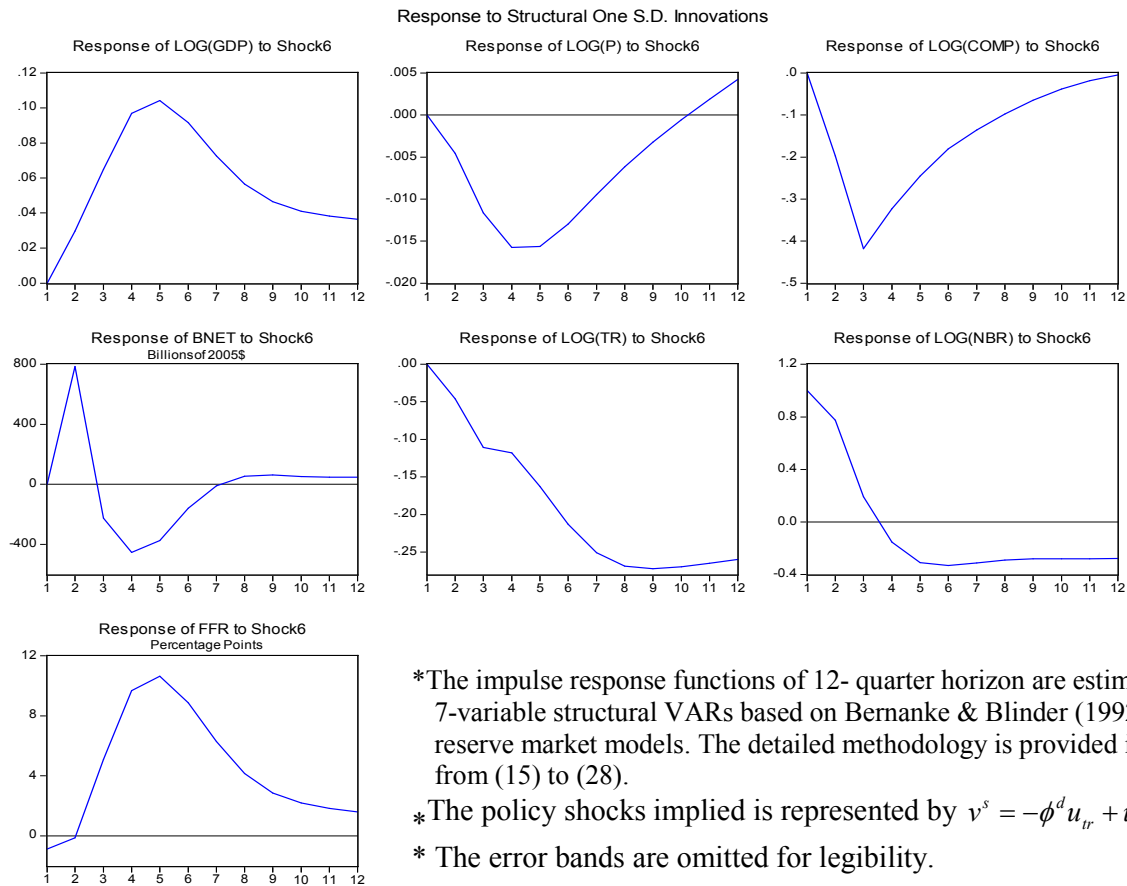 Response to Structural One S.D. Innovations
Response of LOG(GDP) to Shock6
.12
.10
.08
.06
.04
.02
.00
1 2 3 4 5 6 7 8 9 10 11 12
Response of LOG(P) to Shock6
.005
.000
-.005
-.010
-.015
-.020
1 2 3 4 5 6 7 8 9 10 11 12
Response of LOG(COMP) to Shock6
.0
-.1
-.2
-.3
-.4
-.5
1 2 3 4 5 6 7 8 9 10 11 12
Response of BNET to Shock6
Billions of 2005$
800
400
0
-400
1 2 3 4 5 6 7 8 9 10 11 12
Response of LOG(TR) to Shock6
.00
-.05
-.10
-.15
-.20
-.25
1 2 3 4 5 6 7 8 9 10 11 12
Response of LOG(NBR) to Shock6
1.2
0.8
0.4
0.0
-0.4
1 2 3 4 5 6 7 8 9 10 11 12
Response of FFR to Shock6
Percentage Points
12
8
4
0
1 2 3 4 5 6 7 8 9 10 11 12
*The impulse response functions of 12- quarter horizon are estim
7-variable structural VARs based on Bernanke & Blinder (199
reserve market models. The detailed methodology is provided
from (15) to (28).
*The policy shocks implied is represented by v^s = -ϕ^d u_tr +
* The error bands are omitted for legibility.